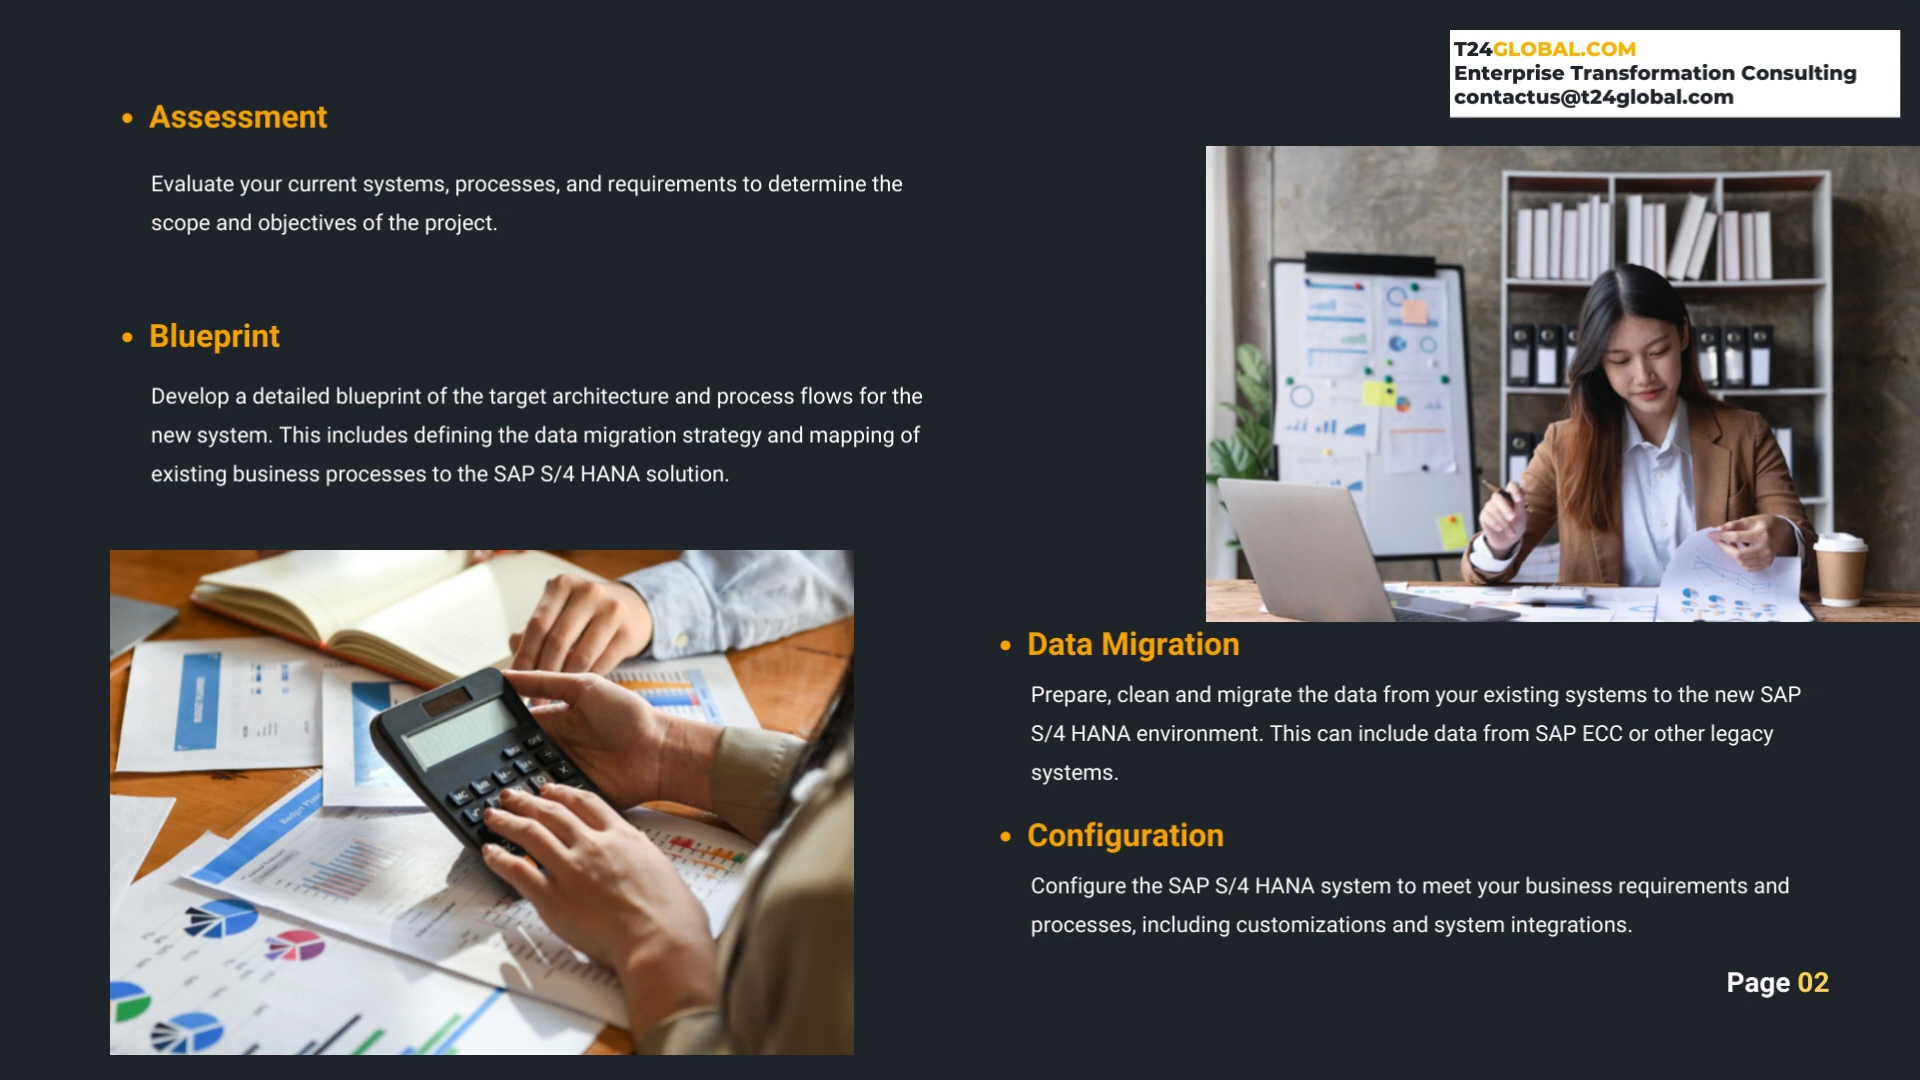 T24GLOBAL.COM
Enterprise Transformation Consulting
contactus@t24global.com
• Assessment
Evaluate your current systems, processes, and requirements to determine the
scope and objectives of the project.
• Blueprint
Develop a detailed blueprint of the target architecture and process flows for the
new system. This includes defining the data migration strategy and mapping of
existing business processes to the SAP S/4 HANA solution.
• Data Migration
Prepare, clean and migrate the data from your existing systems to the new SAP
S/4 HANA environment. This can include data from SAP ECC or other legacy
systems.
• Configuration
Configure the SAP S/4 HANA system to meet your business requirements and
processes, including customizations and system integrations.
Page 02